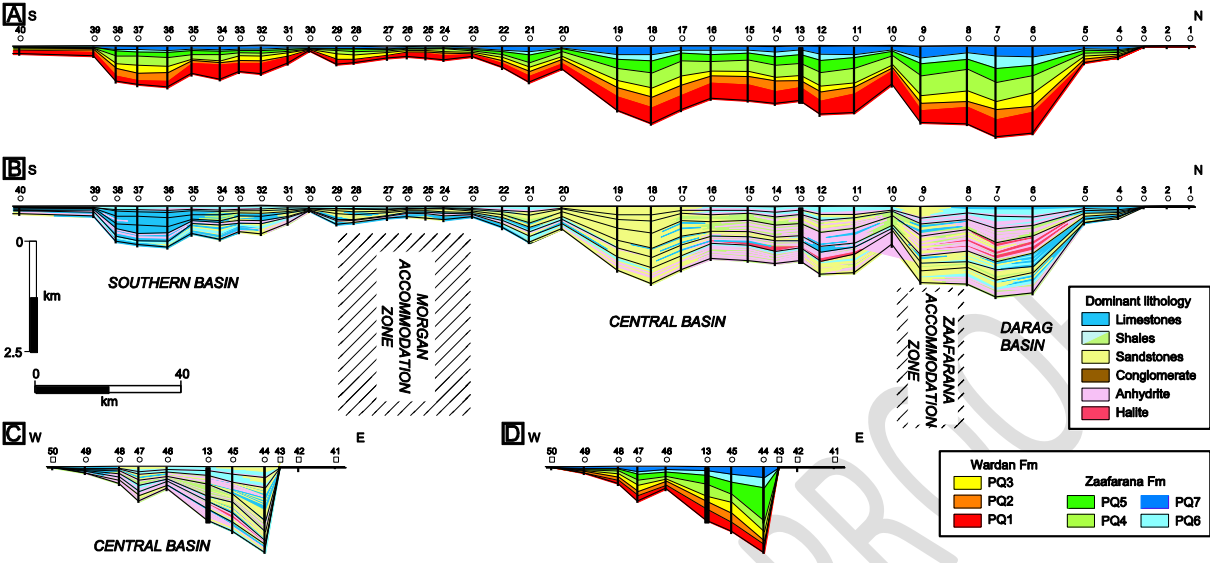 A S N
40 39 38 37 36 35 34 33 32 31 30 29 28 27 26 25 24 23 22 21 20 19 18 17 16 15 14 13 12 11 10 9 8 7 6 5 4 3 2 1
B S N
40 39 38 37 36 35 34 33 32 31 30 29 28 27 26 25 24 23 22 21 20 19 18 17 16 15 14 13 12 11 10 9 8 7 6 5 4 3 2 1
0
km
2.5
0 40
km
SOUTHERN BASIN
MORGAN
ACCOMMODATION
ZONE
CENTRAL BASIN
ZAAFARANA
ACCOMMODATION
ZONE
DARAG
BASIN
Dominant lithology
Limestones
Shales
Sandstones
Conglomerate
Anhydrite
Halite
C W E
50 49 48 47 46 13 45 44 43 42 41
CENTRAL BASIN
D W E
50 49 48 47 46 13 45 44 43 42 41
Wardan Fm
PQ3
PQ2
PQ1
Zaafarana Fm
PQ5 PQ7
PQ4 PQ6